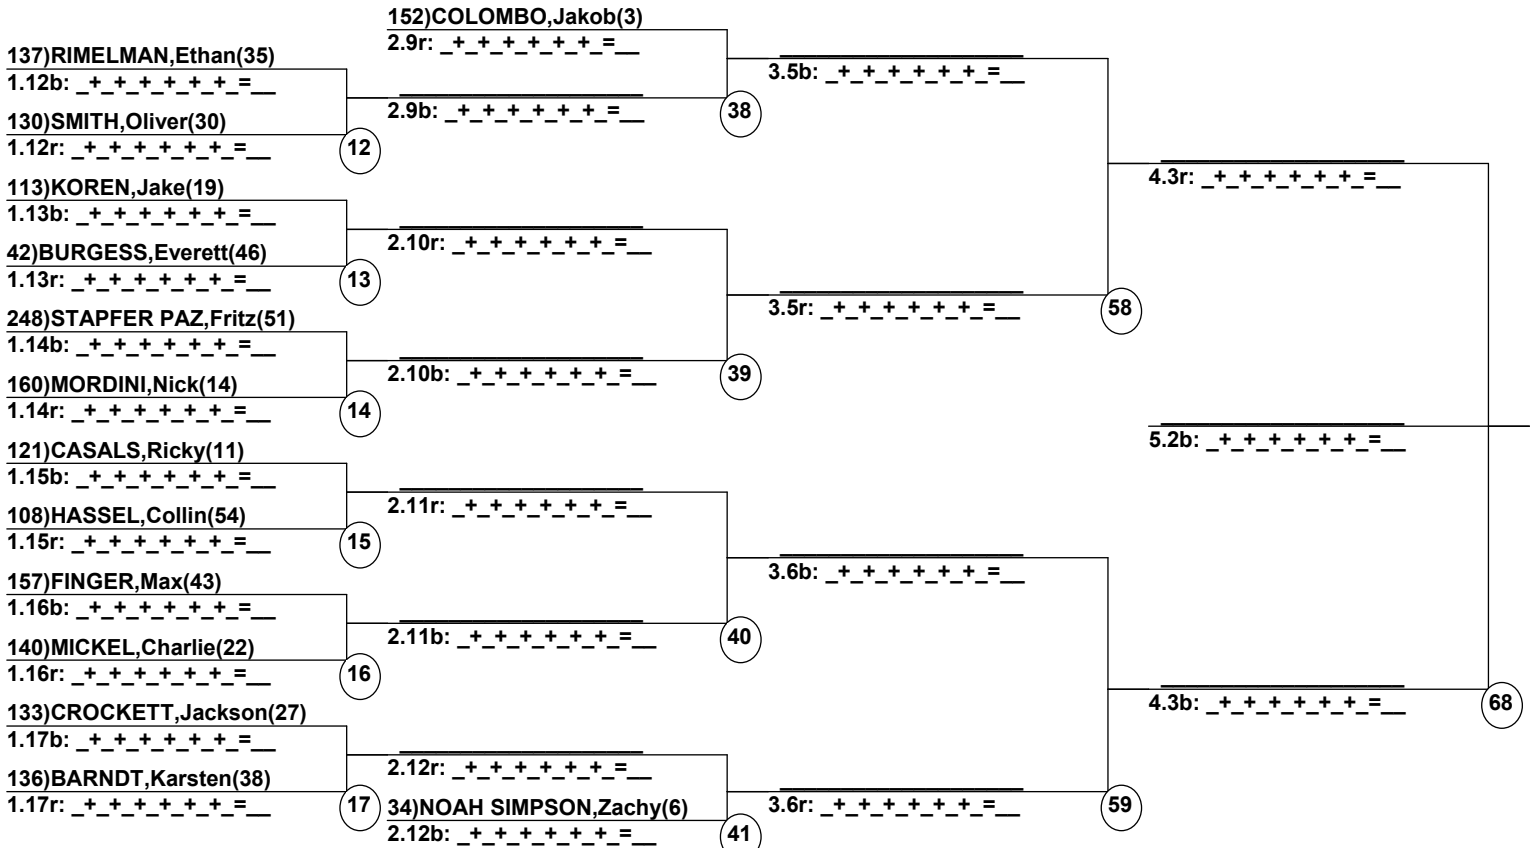 152)COLOMBO,Jakob(3)
2.9r: _+_+_+_+_+_=__
137)RIMELMAN,Ethan(35)
1.12b: _+_+_+_+_+_=__
3.5b: _+_+_+_+_+_=__
2.9b: _+_+_+_+_+_=__
38
130)SMITH,Oliver(30)
1.12r: _+_+_+_+_+_=__
12
4.3r: _+_+_+_+_+_=__
113)KOREN,Jake(19)
1.13b: _+_+_+_+_+_=__
2.10r: _+_+_+_+_+_=__
42)BURGESS,Everett(46)
1.13r: _+_+_+_+_+_=__
13
3.5r: _+_+_+_+_+_=__
58
248)STAPFER PAZ,Fritz(51)
1.14b: _+_+_+_+_+_=__
2.10b: _+_+_+_+_+_=__
39
160)MORDINI,Nick(14)
1.14r: _+_+_+_+_+_=__
14
5.2b: _+_+_+_+_+_=__
121)CASALS,Ricky(11)
1.15b: _+_+_+_+_+_=__
2.11r: _+_+_+_+_+_=__
108)HASSEL,Collin(54)
1.15r: _+_+_+_+_+_=__
15
3.6b: _+_+_+_+_+_=__
157)FINGER,Max(43)
1.16b: _+_+_+_+_+_=__
2.11b: _+_+_+_+_+_=__
40
140)MICKEL,Charlie(22)
1.16r: _+_+_+_+_+_=__
16
4.3b: _+_+_+_+_+_=__
68
133)CROCKETT,Jackson(27)
1.17b: _+_+_+_+_+_=__
2.12r: _+_+_+_+_+_=__
136)BARNDT,Karsten(38)
1.17r: _+_+_+_+_+_=__
17
34)NOAH SIMPSON,Zachy(6)
3.6r: _+_+_+_+_+_=__
59
2.12b: _+_+_+_+_+_=__
41